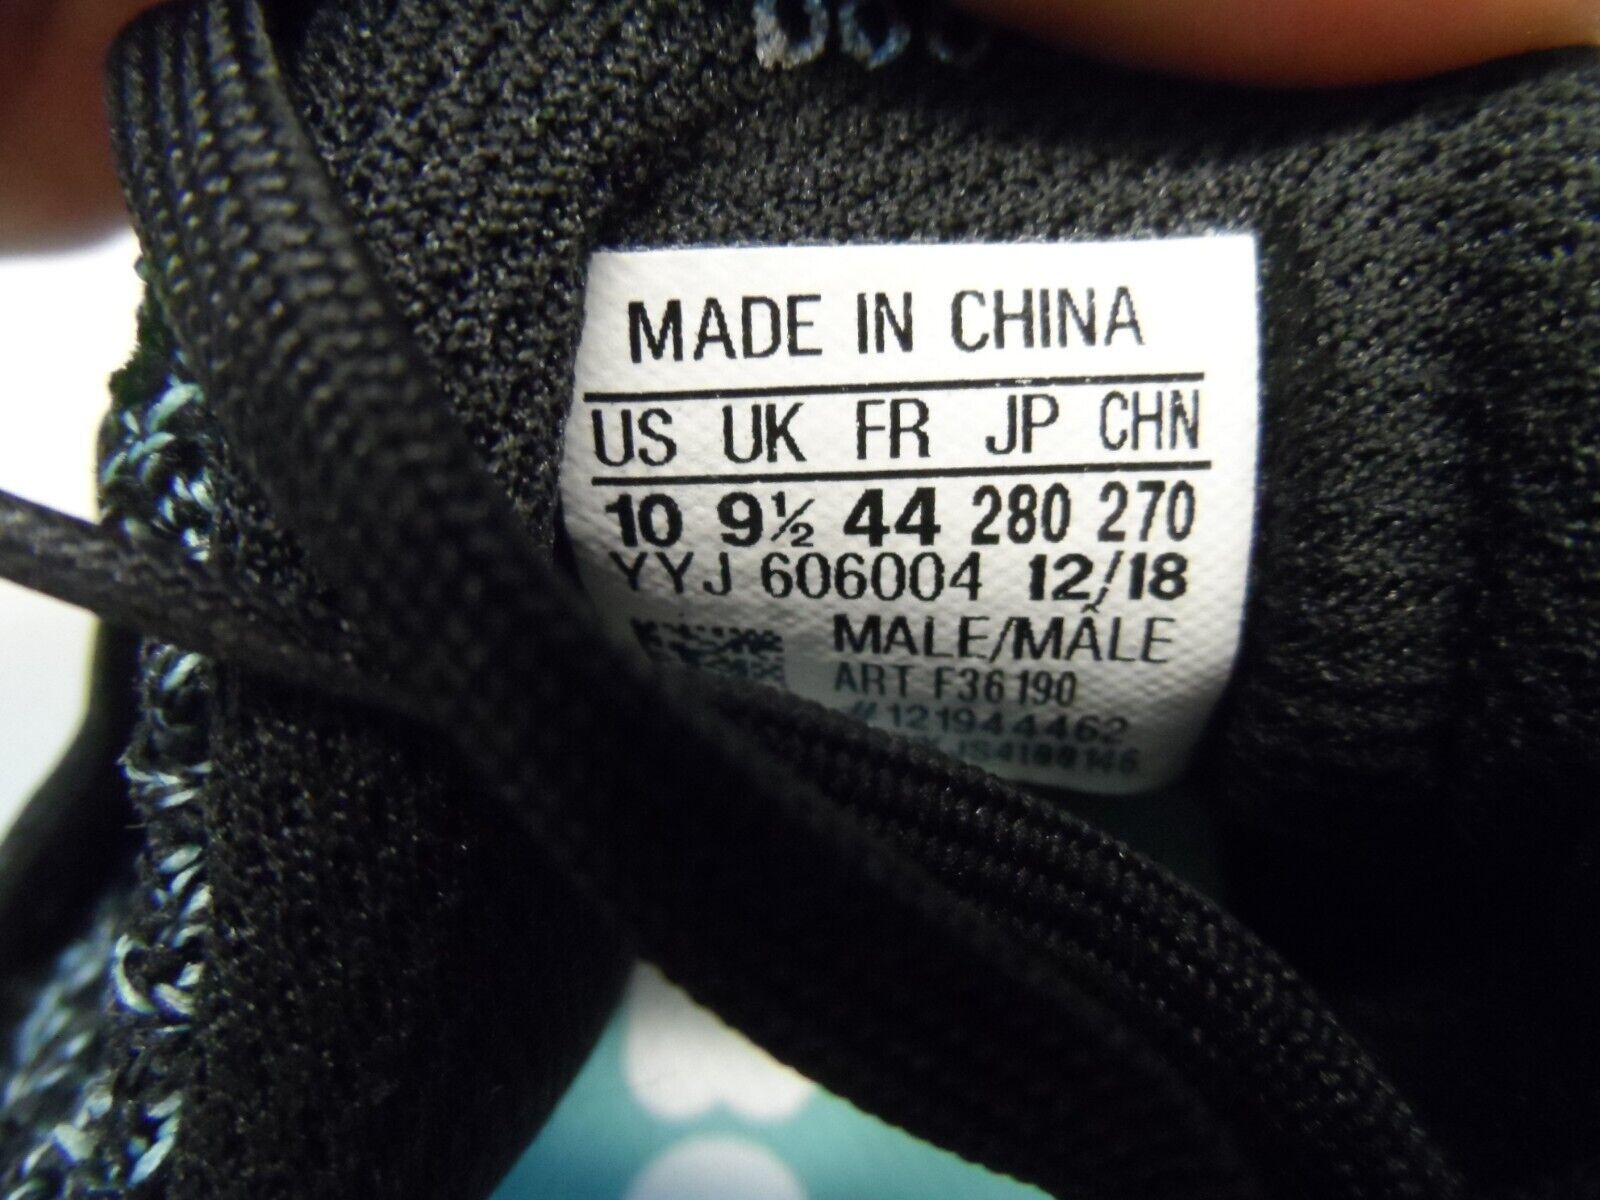 MADE IN CHINA
US UK FR JP CHN
10 9½ 44 280 270
YYJ 606004 12/18
MALE/MÂLE
ART F36190
#121944462